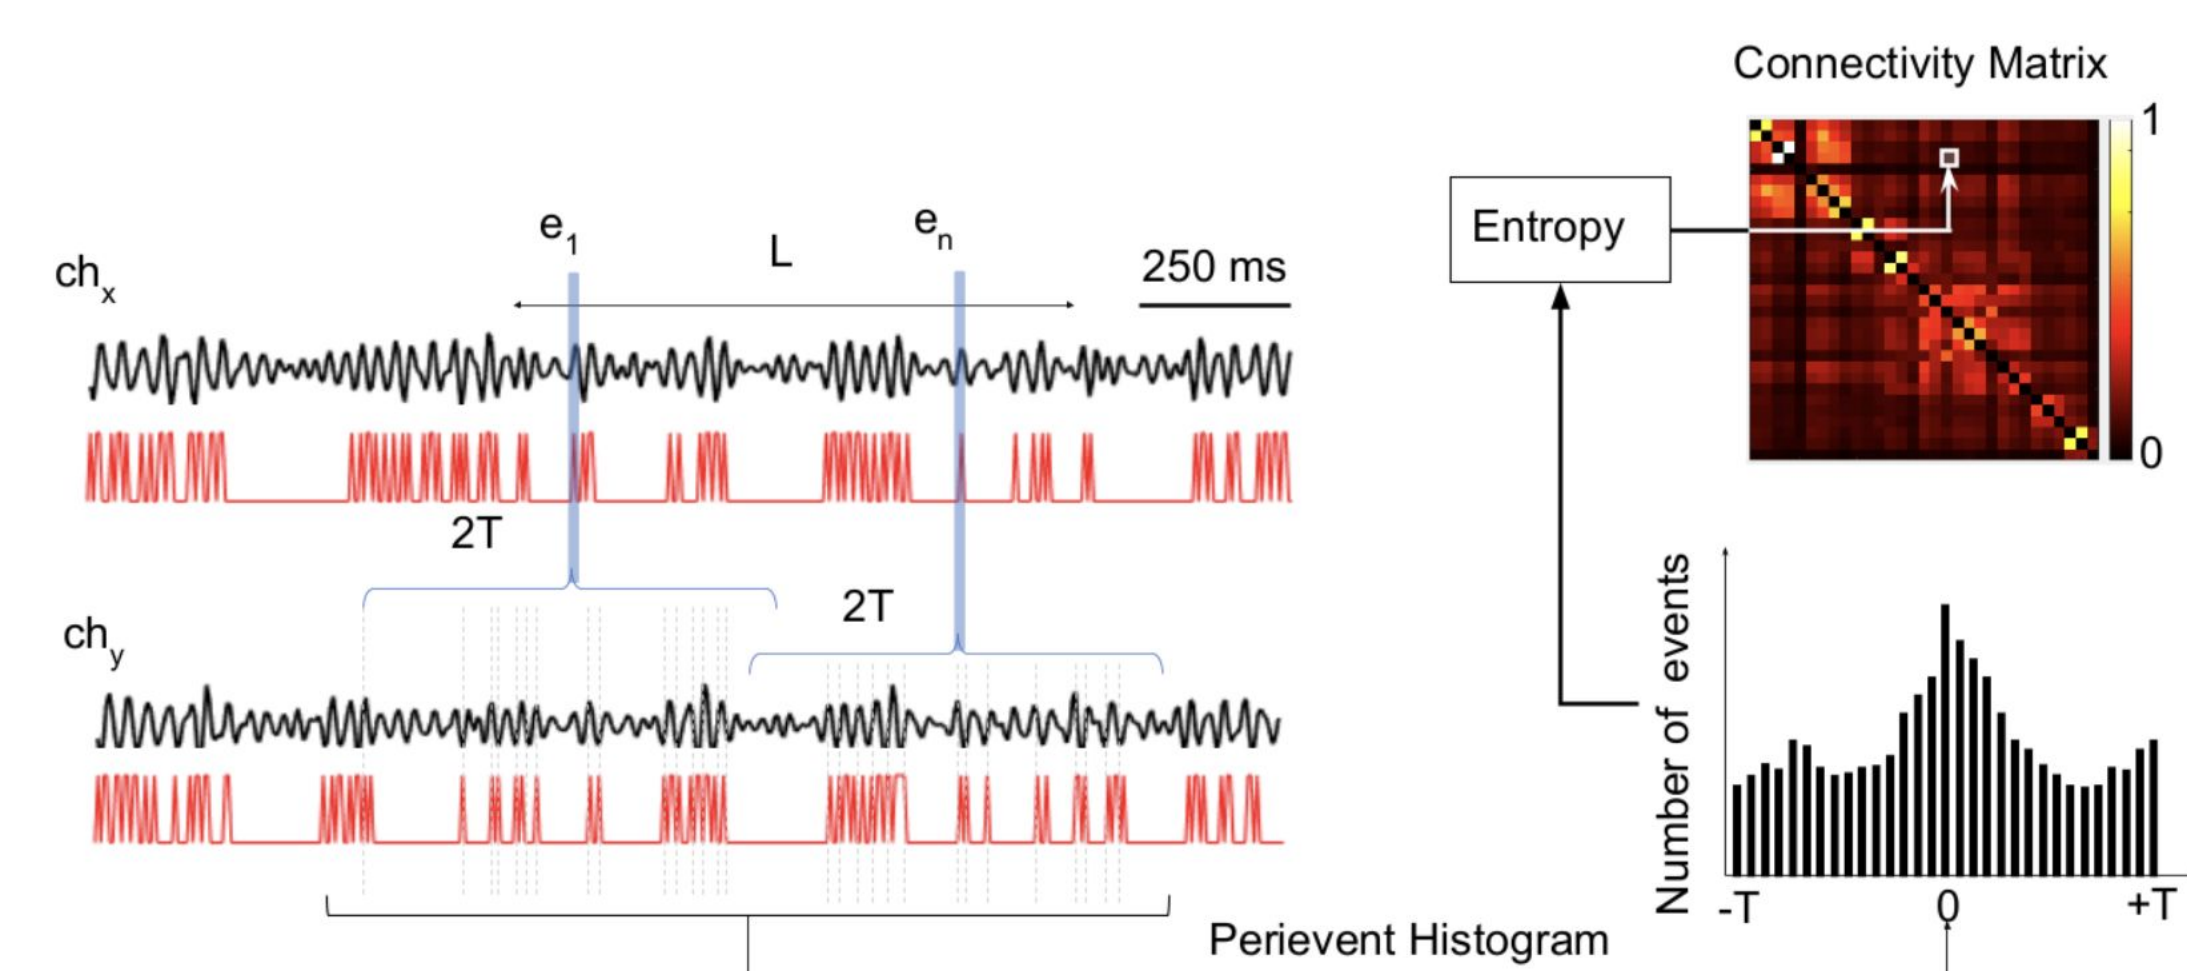 Connectivity Matrix
1
0
Entropy
e1
L
en
250 ms
chx
2T
2T
chy
Number of events
-T
0
+T
Perievent Histogram